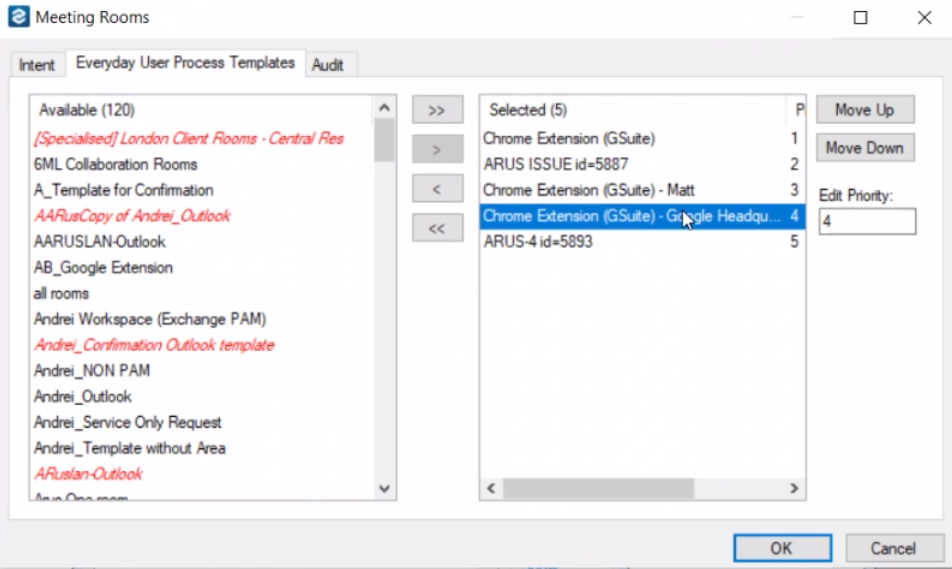 Meeting Rooms
Intent
Everyday User Process Templates
Audit
Available (120)
[Specialised] London Client Rooms - Central Res
6ML Collaboration Rooms
A_Template for Confirmation
AARusCopy of Andrei_Outlook
AARUSLAN-Outlook
AB_Google Extension
all rooms
Andrei Workspace (Exchange PAM)
Andrei_Confirmation Outlook template
Andrei_NON PAM
Andrei_Outlook
Andrei_Service Only Request
Andrei_Template without Area
ARuslan-Outlook
Arup One room
>>
>
<
<<
Selected (5) P
Chrome Extension (GSuite) 1
ARUS ISSUE id=5887 2
Chrome Extension (GSuite) - Matt 3
Chrome Extension (GSuite) - Google Headqu... 4
ARUS-4 id=5893 5
Move Up
Move Down
Edit Priority:
4
OK
Cancel